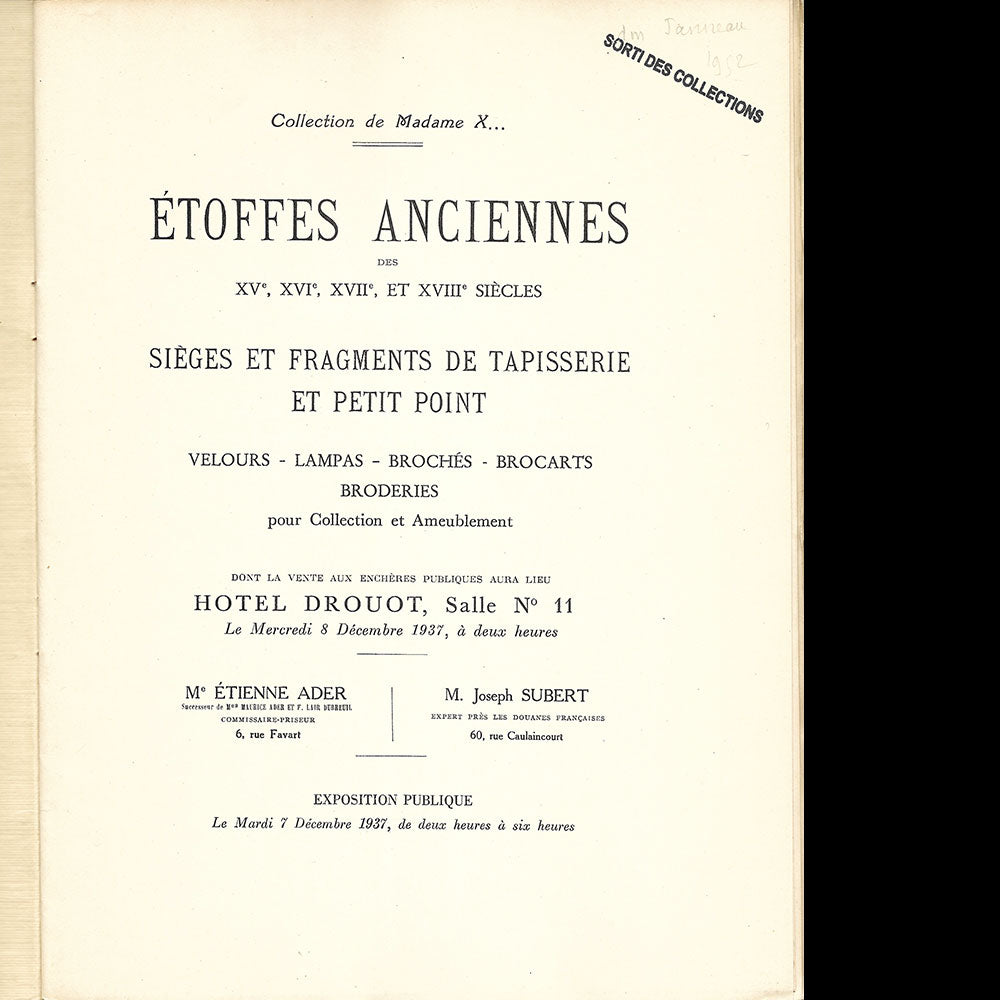 Janneau
1952
SORTI DES COLLECTIONS
Collection de Madame X...
ÉTOFFES ANCIENNES
DES
XVᵉ, XVIᵉ, XVIIᵉ, ET XVIIIᵉ SIÈCLES
SIÈGES ET FRAGMENTS DE TAPISSERIE
ET PETIT POINT
VELOURS - LAMPAS - BROCHÉS - BROCARTS
BRODERIES
pour Collection et Ameublement
DONT LA VENTE AUX ENCHÈRES PUBLIQUES AURA LIEU
HOTEL DROUOT, Salle Nᵒ 11
Le Mercredi 8 Décembre 1937, à deux heures
Mᵉ ÉTIENNE ADER
Successeur de Mᵉˢ MAURICE ADER ET F. LAIR DUBREUIL
COMMISSAIRE-PRISEUR
6, rue Favart
M. Joseph SUBERT
EXPERT PRÈS LES DOUANES FRANÇAISES
60, rue Caulaincourt
EXPOSITION PUBLIQUE
Le Mardi 7 Décembre 1937, de deux heures à six heures